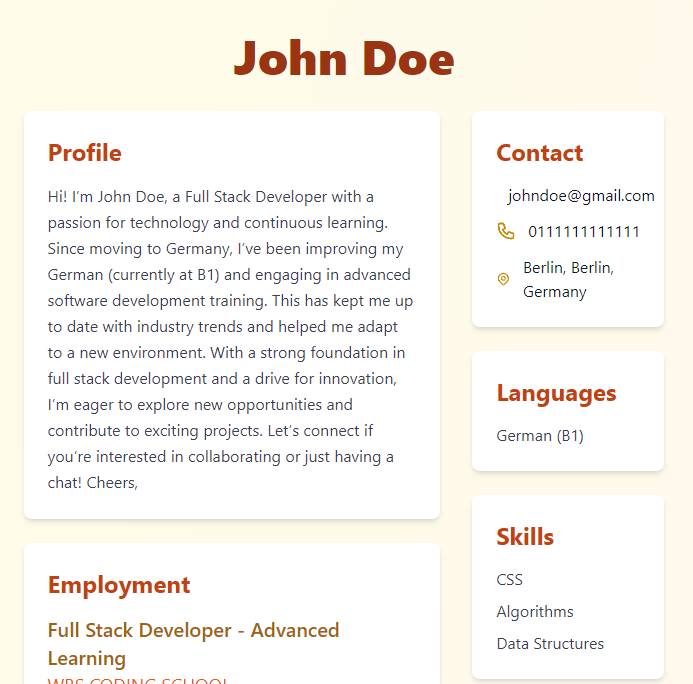 John Doe
Profile
Hi! I’m John Doe, a Full Stack Developer with a
passion for technology and continuous learning.
Since moving to Germany, I’ve been improving my
German (currently at B1) and engaging in advanced
software development training. This has kept me up
to date with industry trends and helped me adapt
to a new environment. With a strong foundation in
full stack development and a drive for innovation,
I’m eager to explore new opportunities and
contribute to exciting projects. Let’s connect if
you’re interested in collaborating or just having a
chat! Cheers,
Employment
Full Stack Developer - Advanced
Learning
WBS CODING SCHOOL
Contact
johndoe@gmail.com
0111111111111
Berlin, Berlin,
Germany
Languages
German (B1)
Skills
CSS
Algorithms
Data Structures